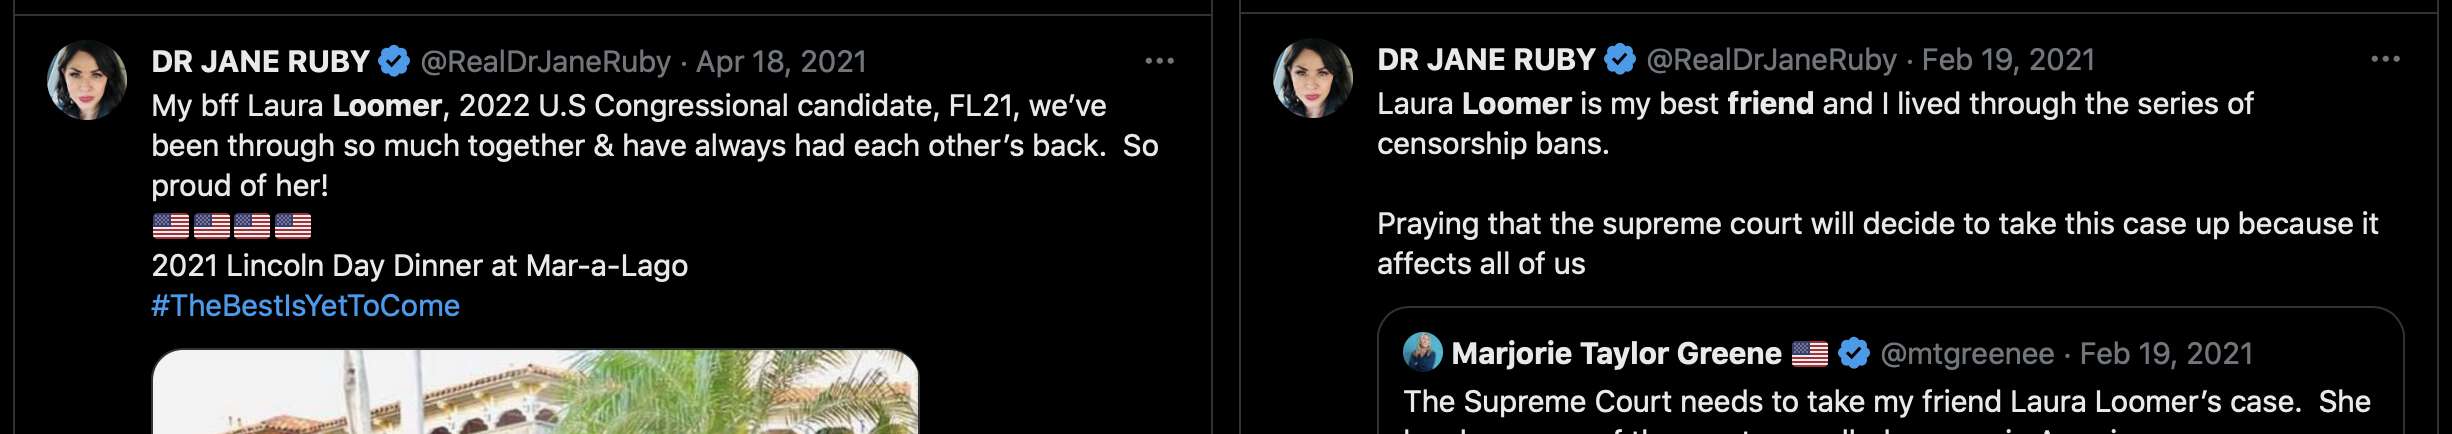 DR JANE RUBY @RealDrJaneRuby · Apr 18, 2021
My bff Laura Loomer, 2022 U.S Congressional candidate, FL21, we’ve
been through so much together & have always had each other’s back.  So
proud of her!
🇺🇸🇺🇸🇺🇸🇺🇸
2021 Lincoln Day Dinner at Mar-a-Lago
#TheBestIsYetToCome
DR JANE RUBY @RealDrJaneRuby · Feb 19, 2021
Laura Loomer is my best friend and I lived through the series of
censorship bans.
Praying that the supreme court will decide to take this case up because it
affects all of us
Marjorie Taylor Greene 🇺🇸 @mtgreenee · Feb 19, 2021
The Supreme Court needs to take my friend Laura Loomer’s case.  She